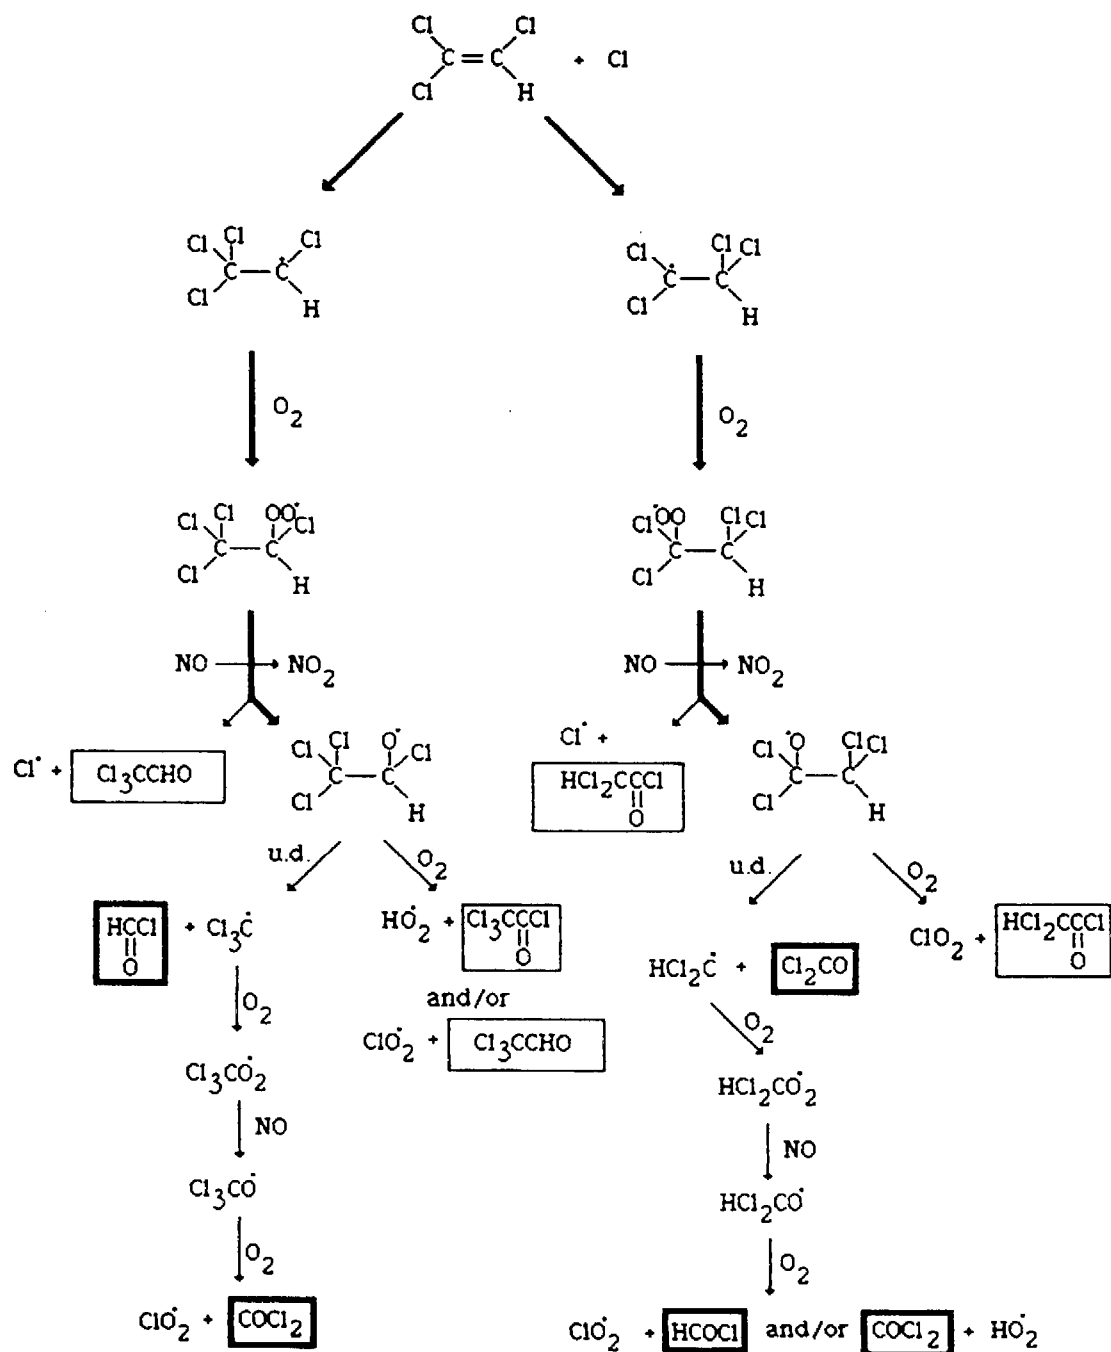 Cl Cl
C = C + Cl
Cl H
Cl Cl Cl
C — Ċ
Cl H
Cl Cl Cl
Ċ — C
Cl H
O₂
O₂
Cl Cl OO˙ Cl
C — C
Cl H
Cl ˙OO Cl Cl
C — C
Cl H
NO → NO₂
NO → NO₂
Cl˙ + Cl₃CCHO
Cl Cl O˙ Cl
C — C
Cl H
Cl˙ +
HCl₂CCCl
O
Cl ˙O Cl Cl
C — C
Cl H
u.d. O₂
u.d. O₂
HCCl + Cl₃Ċ
O
HO₂˙ + Cl₃CCCl
O
and/or
ClO₂˙ + Cl₃CCHO
HCl₂Ċ + Cl₂CO
ClO₂ + HCl₂CCCl
O
O₂
O₂
Cl₃CO₂˙
HCl₂CO₂˙
NO
NO
Cl₃CO˙
HCl₂CO˙
O₂
O₂
ClO₂˙ + COCl₂
ClO₂˙ + HCOCl and/or COCl₂ + HO₂˙